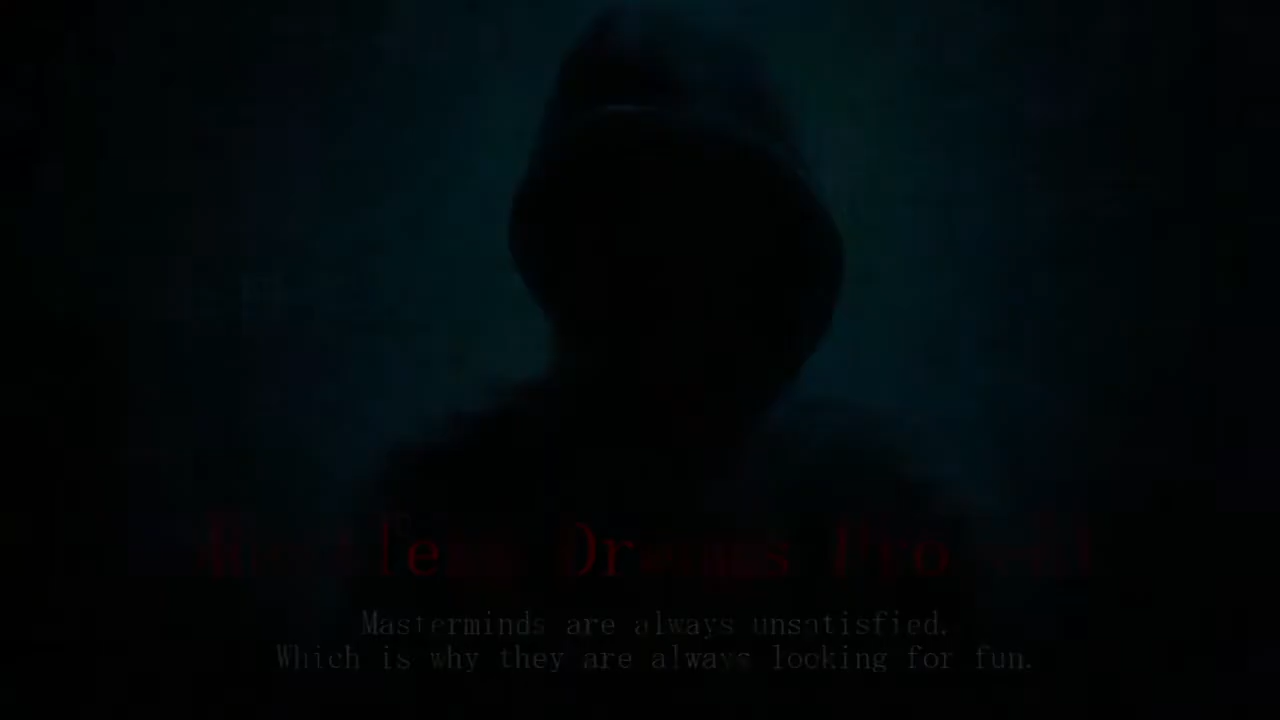 Dreams
Masterminds are always unsatisfied.
Which is why they are always looking for fun.